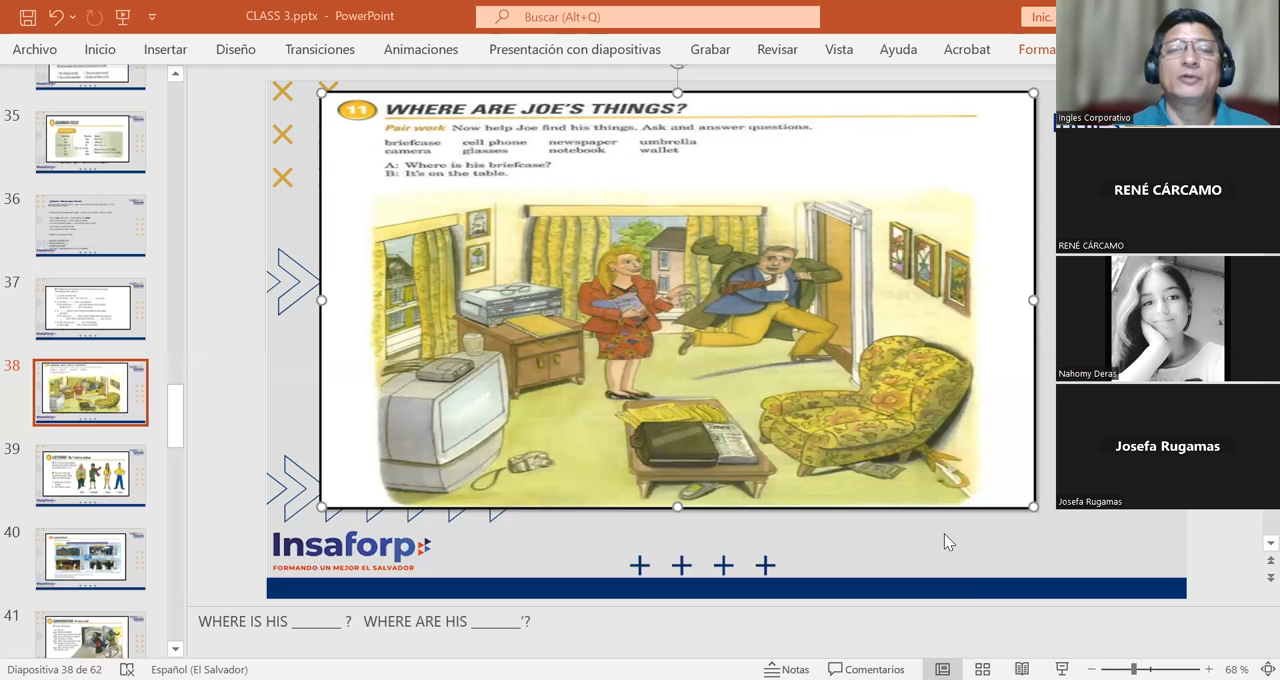 CLASS 3.pptx - PowerPoint
Buscar (Alt+Q)
Inic.
Archivo Inicio Insertar Diseño Transiciones Animaciones Presentación con diapositivas Grabar Revisar Vista Ayuda Acrobat Forma
35
36
37
38
39
40
41
11 WHERE ARE JOE'S THINGS?
Pair work Now help Joe find his things. Ask and answer questions.
briefcase cell phone newspaper umbrella
camera glasses notebook wallet
A: Where is his briefcase?
B: It's on the table.
Insaforp
FORMANDO UN MEJOR EL SALVADOR
WHERE IS HIS ______ ? WHERE ARE HIS ______'?
Diapositiva 38 de 62 Español (El Salvador) Notas Comentarios 68 %
Ingles Corporativo
RENÉ CÁRCAMO
RENÉ CÁRCAMO
Nahomy Deras
Josefa Rugamas
Josefa Rugamas